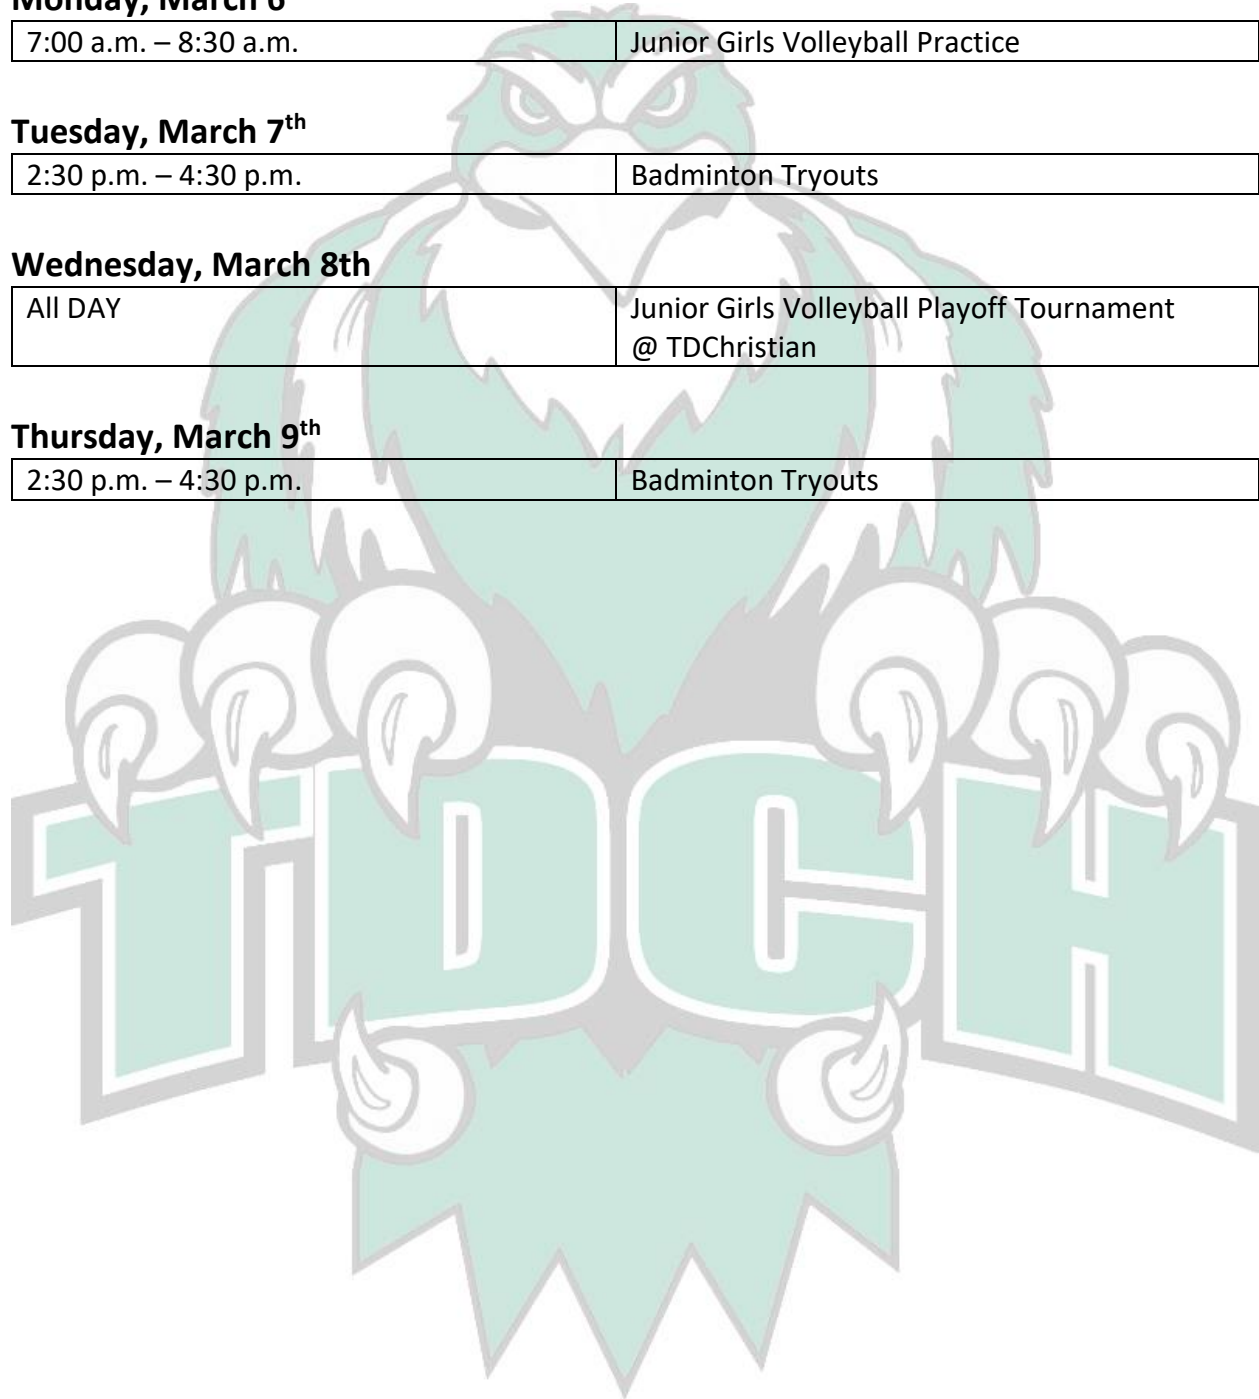 Monday, March 6
7:00 a.m. – 8:30 a.m. Junior Girls Volleyball Practice
Tuesday, March 7th
2:30 p.m. – 4:30 p.m. Badminton Tryouts
Wednesday, March 8th
All DAY Junior Girls Volleyball Playoff Tournament
@ TDChristian
Thursday, March 9th
2:30 p.m. – 4:30 p.m. Badminton Tryouts
TDCH